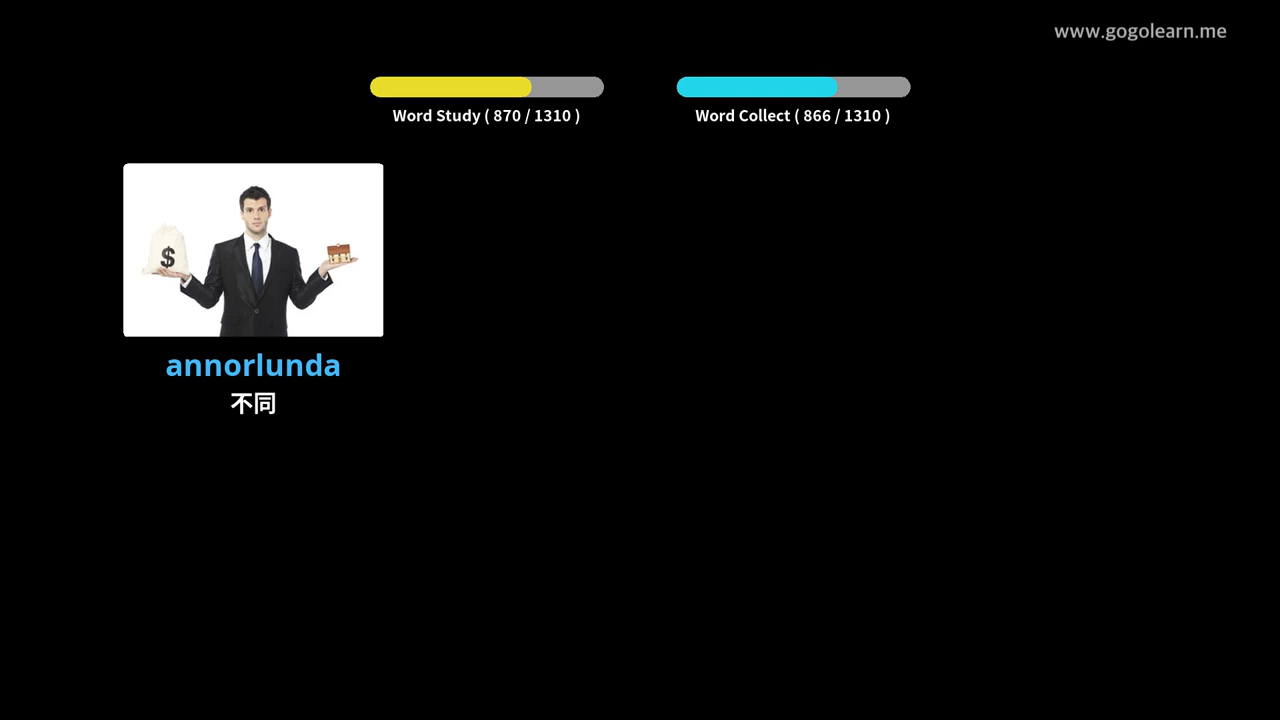 www.gogolearn.me
Word Study ( 870 / 1310 )
Word Collect ( 866 / 1310 )
$
annorlunda
不同